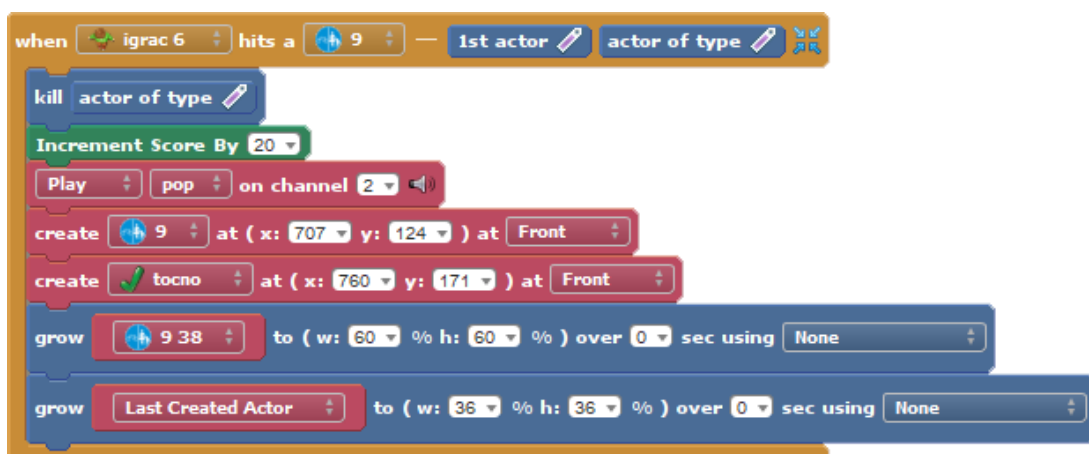 when igrac 6 hits a 9 — 1st actor actor of type
kill actor of type
Increment Score By 20
Play pop on channel 2
create 9 at ( x: 707 y: 124 ) at Front
create tocno at ( x: 760 y: 171 ) at Front
grow 9 38 to ( w: 60 % h: 60 % ) over 0 sec using None
grow Last Created Actor to ( w: 36 % h: 36 % ) over 0 sec using None